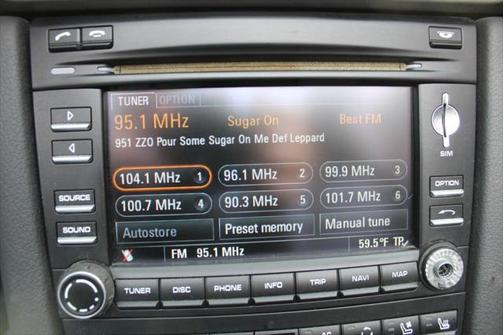 TUNER OPTION
95.1 MHz Sugar On Best FM
951 ZZO Pour Some Sugar On Me Def Leppard
104.1 MHz 1 96.1 MHz 2 99.9 MHz 3
100.7 MHz 4 90.3 MHz 5 101.7 MHz 6
Autostore Preset memory Manual tune
FM 95.1 MHz 59.5°F TP
SIM
SOURCE
OPTION
SOUND
TUNER DISC PHONE INFO TRIP NAVI MAP